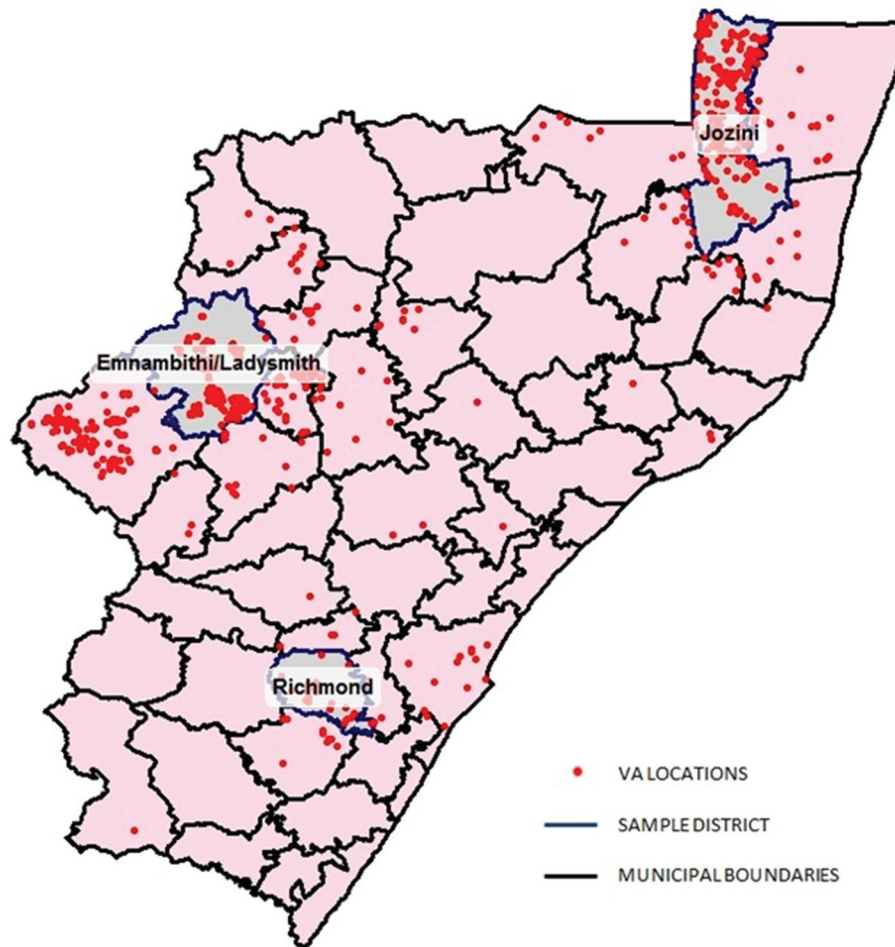 Jozini
Emnambithi/Ladysmith
Richmond
VA LOCATIONS
SAMPLE DISTRICT
MUNICIPAL BOUNDARIES